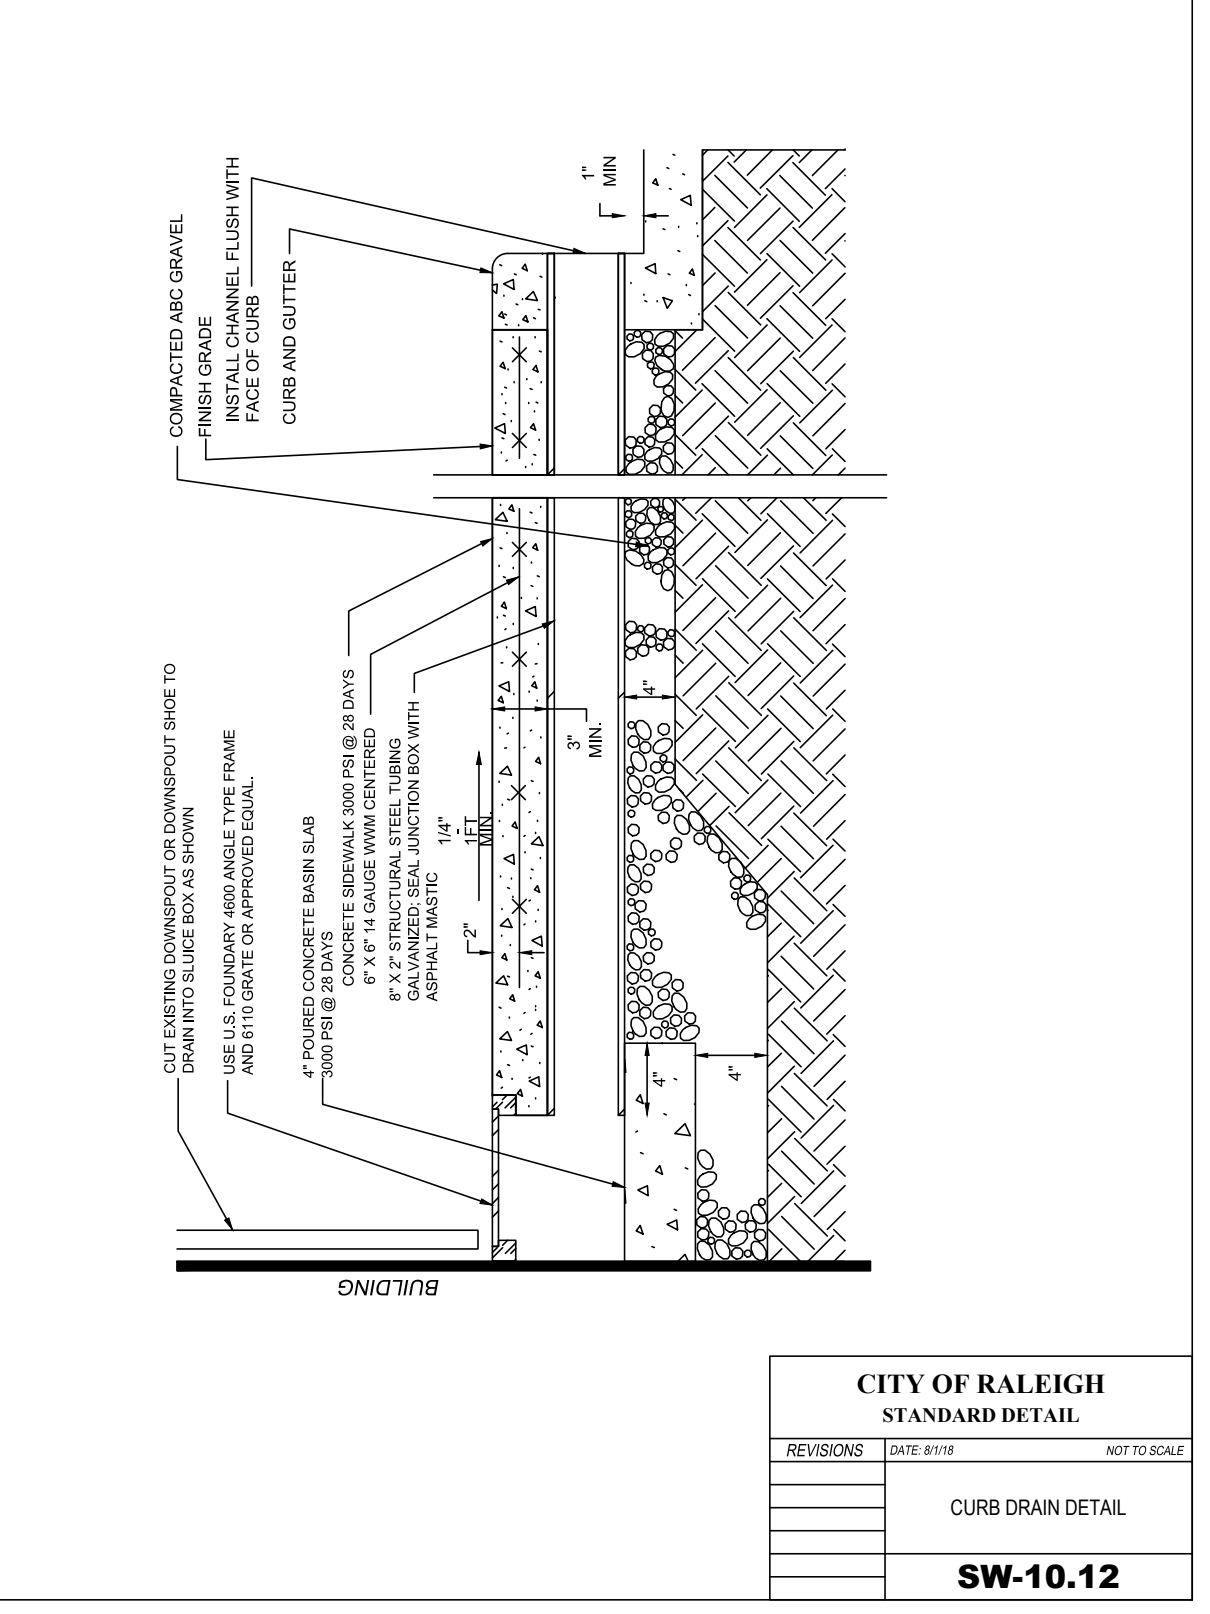 COMPACTED ABC GRAVEL
FINISH GRADE
INSTALL CHANNEL FLUSH WITH
FACE OF CURB
CURB AND GUTTER
1"
MIN
CUT EXISTING DOWNSPOUT OR DOWNSPOUT SHOE TO
DRAIN INTO SLUICE BOX AS SHOWN
USE U.S. FOUNDARY 4600 ANGLE TYPE FRAME
AND 6110 GRATE OR APPROVED EQUAL.
4" POURED CONCRETE BASIN SLAB
3000 PSI @ 28 DAYS
CONCRETE SIDEWALK 3000 PSI @ 28 DAYS
6" X 6" 14 GAUGE WWM CENTERED
8" X 2" STRUCTURAL STEEL TUBING
GALVANIZED; SEAL JUNCTION BOX WITH
ASPHALT MASTIC
1/4"
-
1FT
MIN.
2"
3"
MIN.
4"
4"
4"
BUILDING
CITY OF RALEIGH
STANDARD DETAIL
REVISIONS
DATE: 8/1/18
NOT TO SCALE
CURB DRAIN DETAIL
SW-10.12